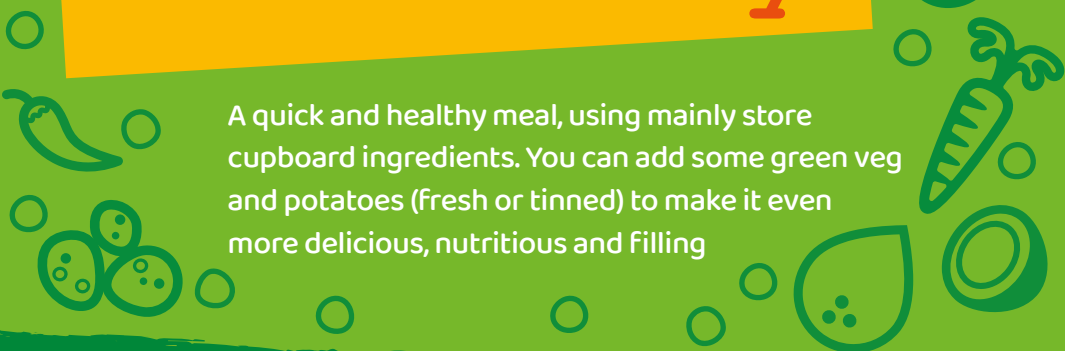 A quick and healthy meal, using mainly store
cupboard ingredients. You can add some green veg
and potatoes (fresh or tinned) to make it even
more delicious, nutritious and filling